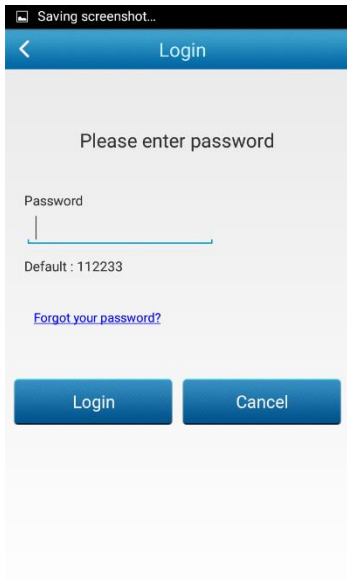 Saving screenshot...
Login
Please enter password
Password
Default : 112233
Forgot your password?
Login Cancel